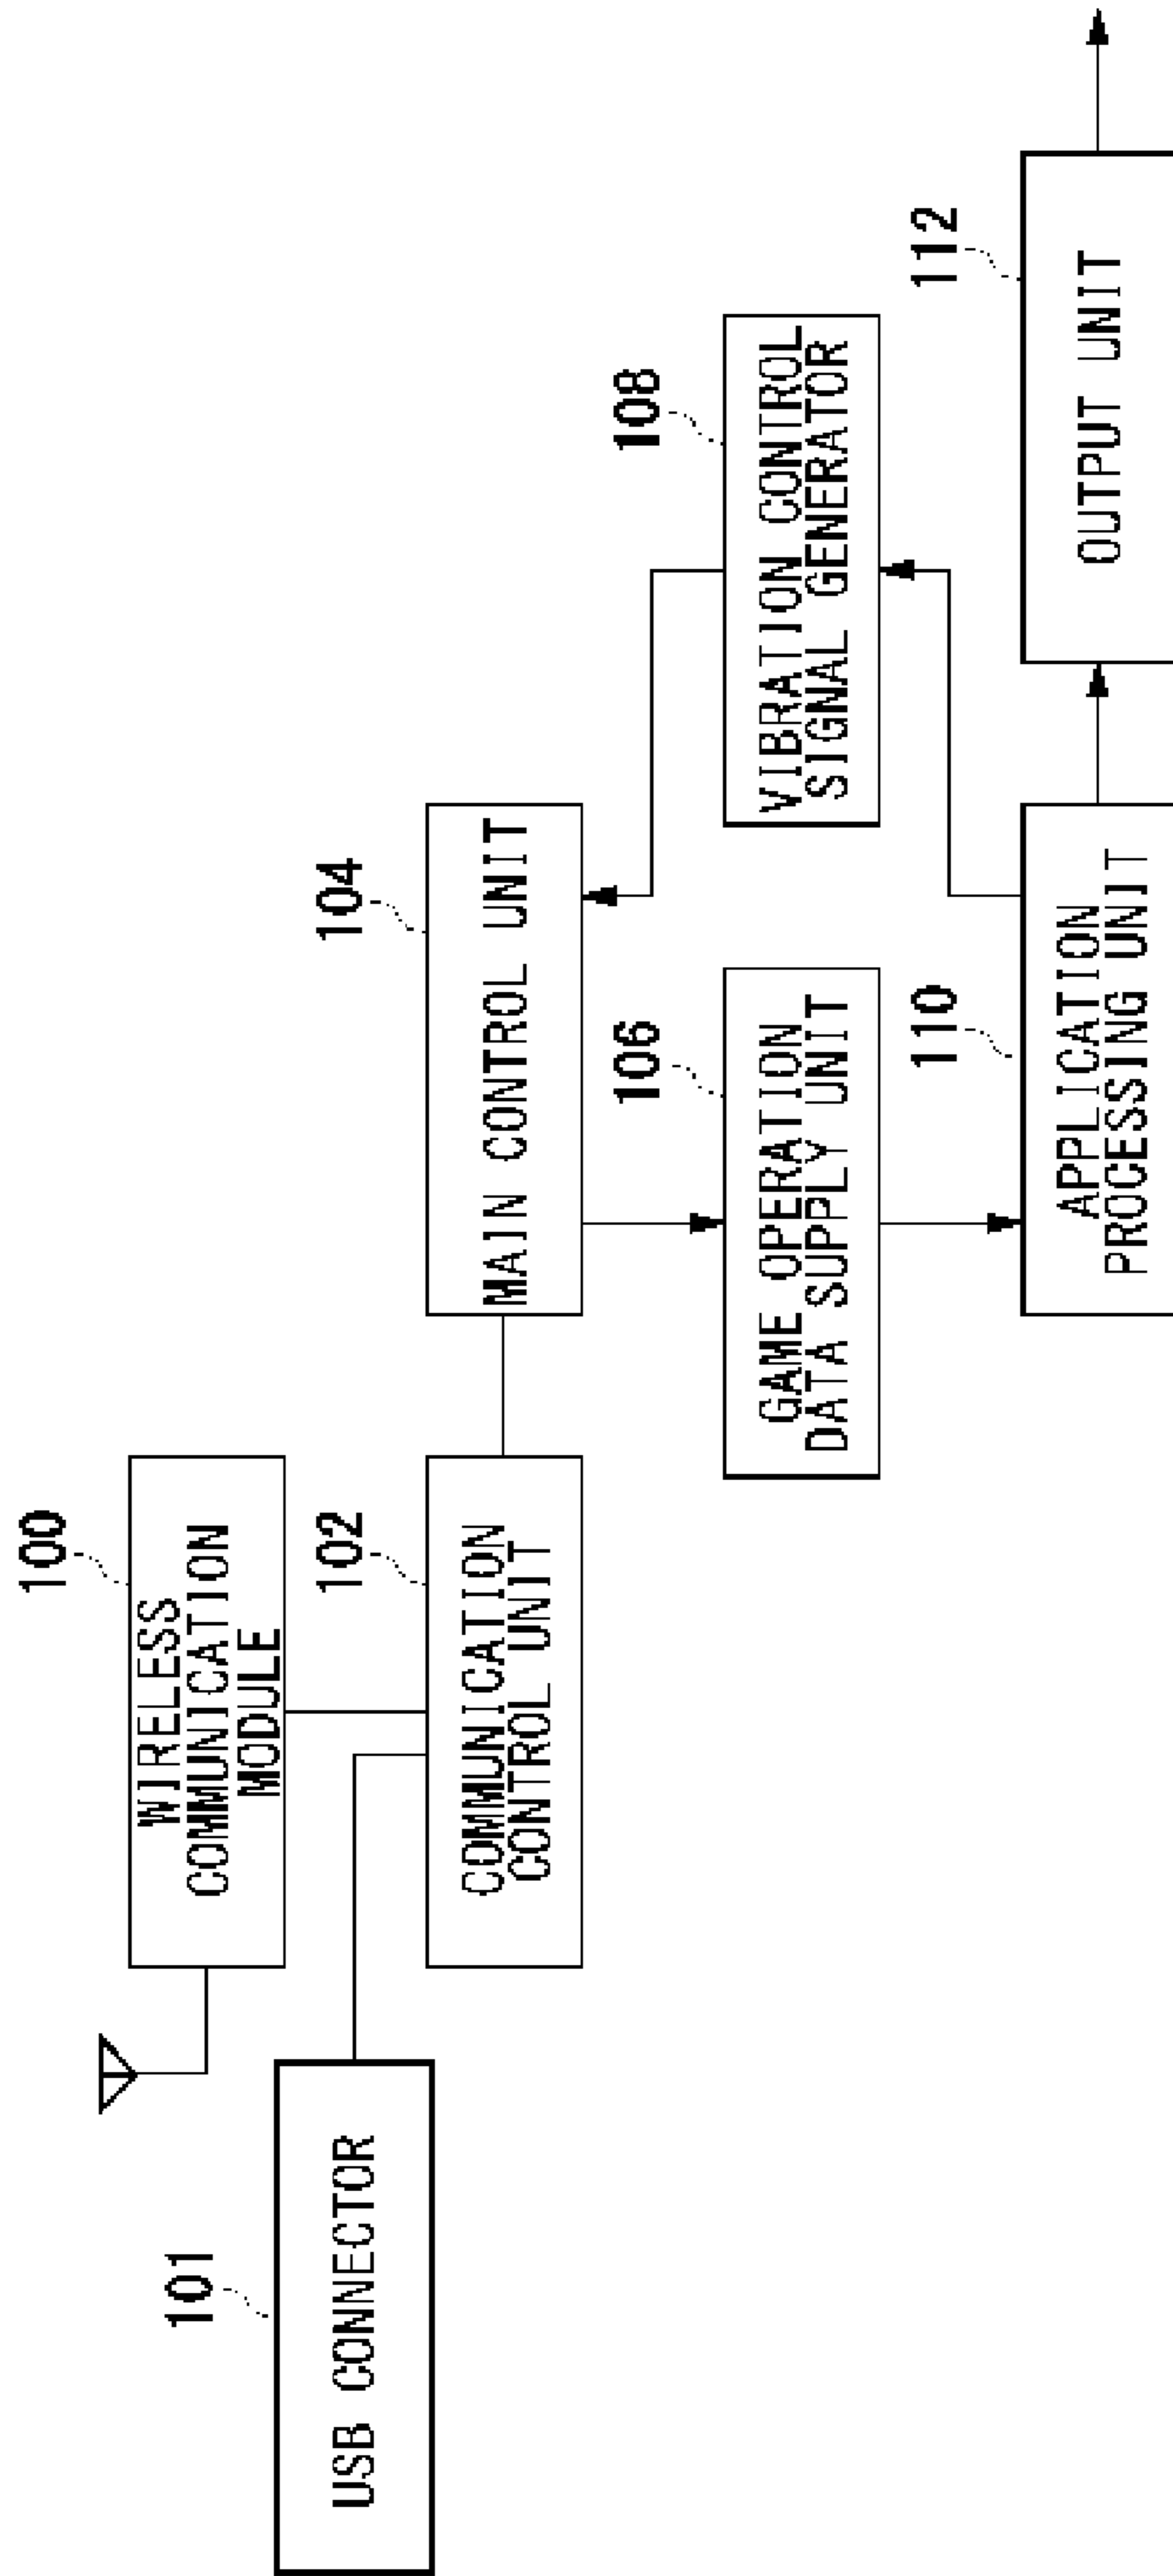 100
WIRELESS
COMMUNICATION
MODULE
101
USB CONNECTOR
102
COMMUNICATION
CONTROL UNIT
104
MAIN CONTROL UNIT
106
GAME OPERATION
DATA SUPPLY UNIT
108
VIBRATION CONTROL
SIGNAL GENERATOR
110
APPLICATION
PROCESSING UNIT
112
OUTPUT UNIT